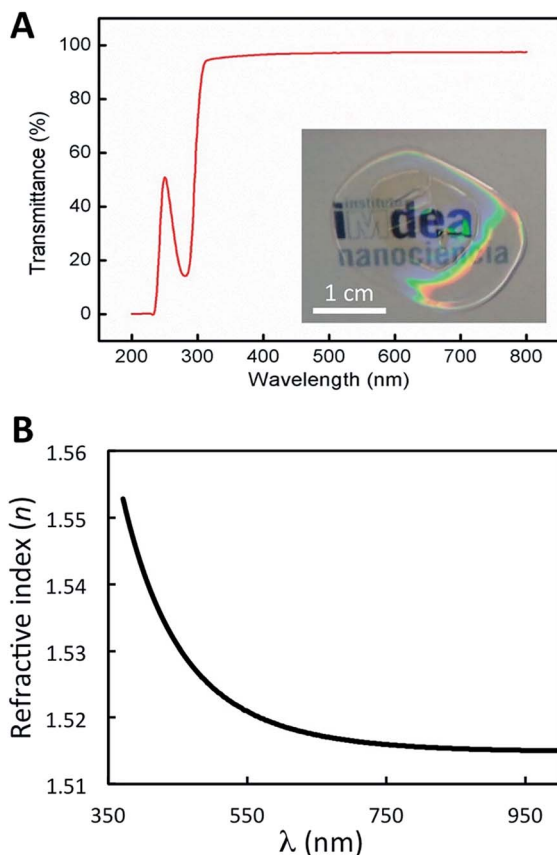 A
100
80
60
40
20
0
Transmittance (%)
200 300 400 500 600 700 800
Wavelength (nm)
instituto
imdea
nanociencia
1 cm
B
1.56
1.55
1.54
1.53
1.52
1.51
Refractive index (n)
350 550 750 950
λ (nm)